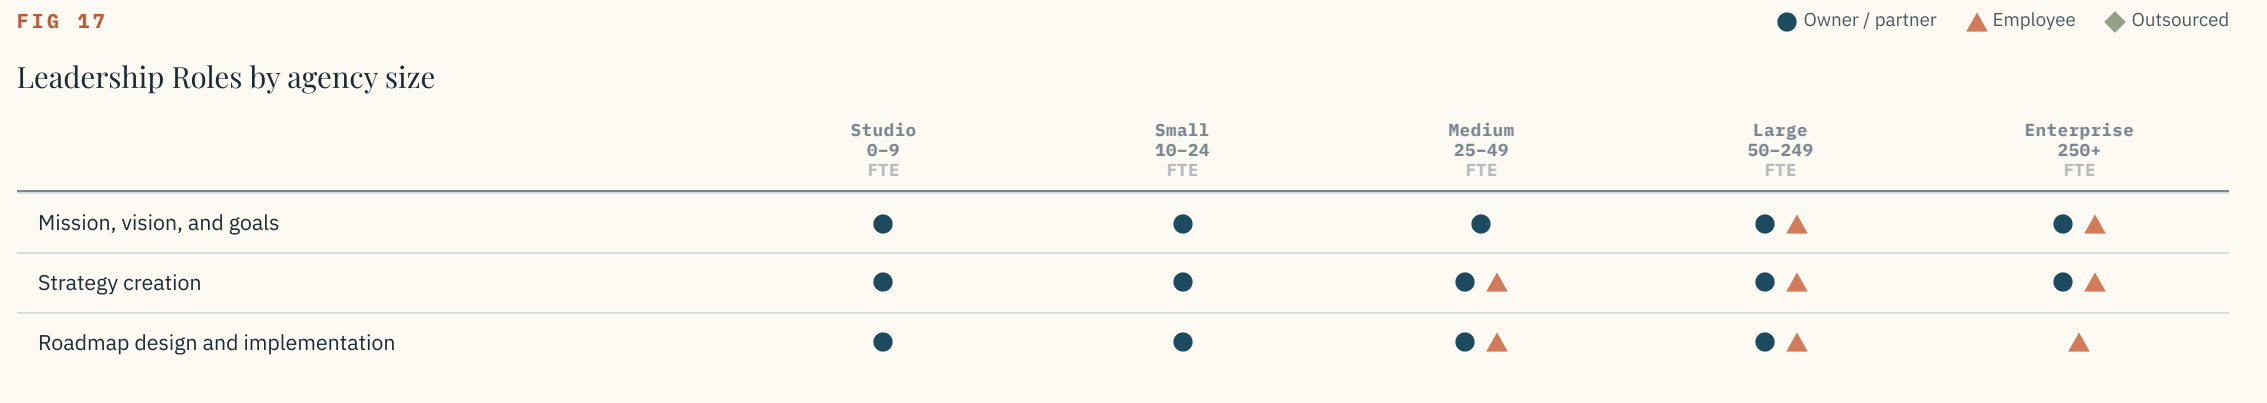 FIG 17
Owner / partner
Employee
Outsourced
Leadership Roles by agency size
Studio
0–9
FTE
Small
10–24
FTE
Medium
25–49
FTE
Large
50–249
FTE
Enterprise
250+
FTE
Mission, vision, and goals
Strategy creation
Roadmap design and implementation